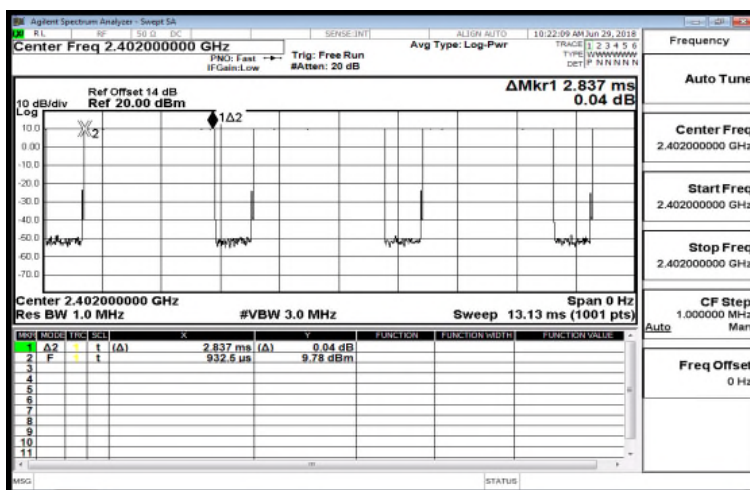 Agilent Spectrum Analyzer - Swept SA
RL RF 50 Ω DC SENSE:INT ALIGN AUTO 10:22:09 AM Jun 29, 2018
Center Freq 2.402000000 GHz
PNO: Fast
IFGain:Low
Trig: Free Run
#Atten: 20 dB
Avg Type: Log-Pwr
TRACE 1 2 3 4 5 6
TYPE WWWWWW
DET P N N N N N
Ref Offset 14 dB
10 dB/div Ref 20.00 dBm
Log
ΔMkr1 2.837 ms
0.04 dB
1Δ2
2
10.0
0.00
-10.0
-20.0
-30.0
-40.0
-50.0
-60.0
-70.0
Center 2.402000000 GHz Span 0 Hz
Res BW 1.0 MHz #VBW 3.0 MHz Sweep 13.13 ms (1001 pts)
MKR MODE TRC SCL X Y FUNCTION FUNCTION WIDTH FUNCTION VALUE
1 Δ2 1 t (Δ) 2.837 ms (Δ) 0.04 dB
2 F 1 t 932.5 µs 9.78 dBm
3
4
5
6
7
8
9
10
11
MSG STATUS
Frequency
Auto Tune
Center Freq
2.402000000 GHz
Start Freq
2.402000000 GHz
Stop Freq
2.402000000 GHz
CF Step
1.000000 MHz
Auto Man
Freq Offset
0 Hz